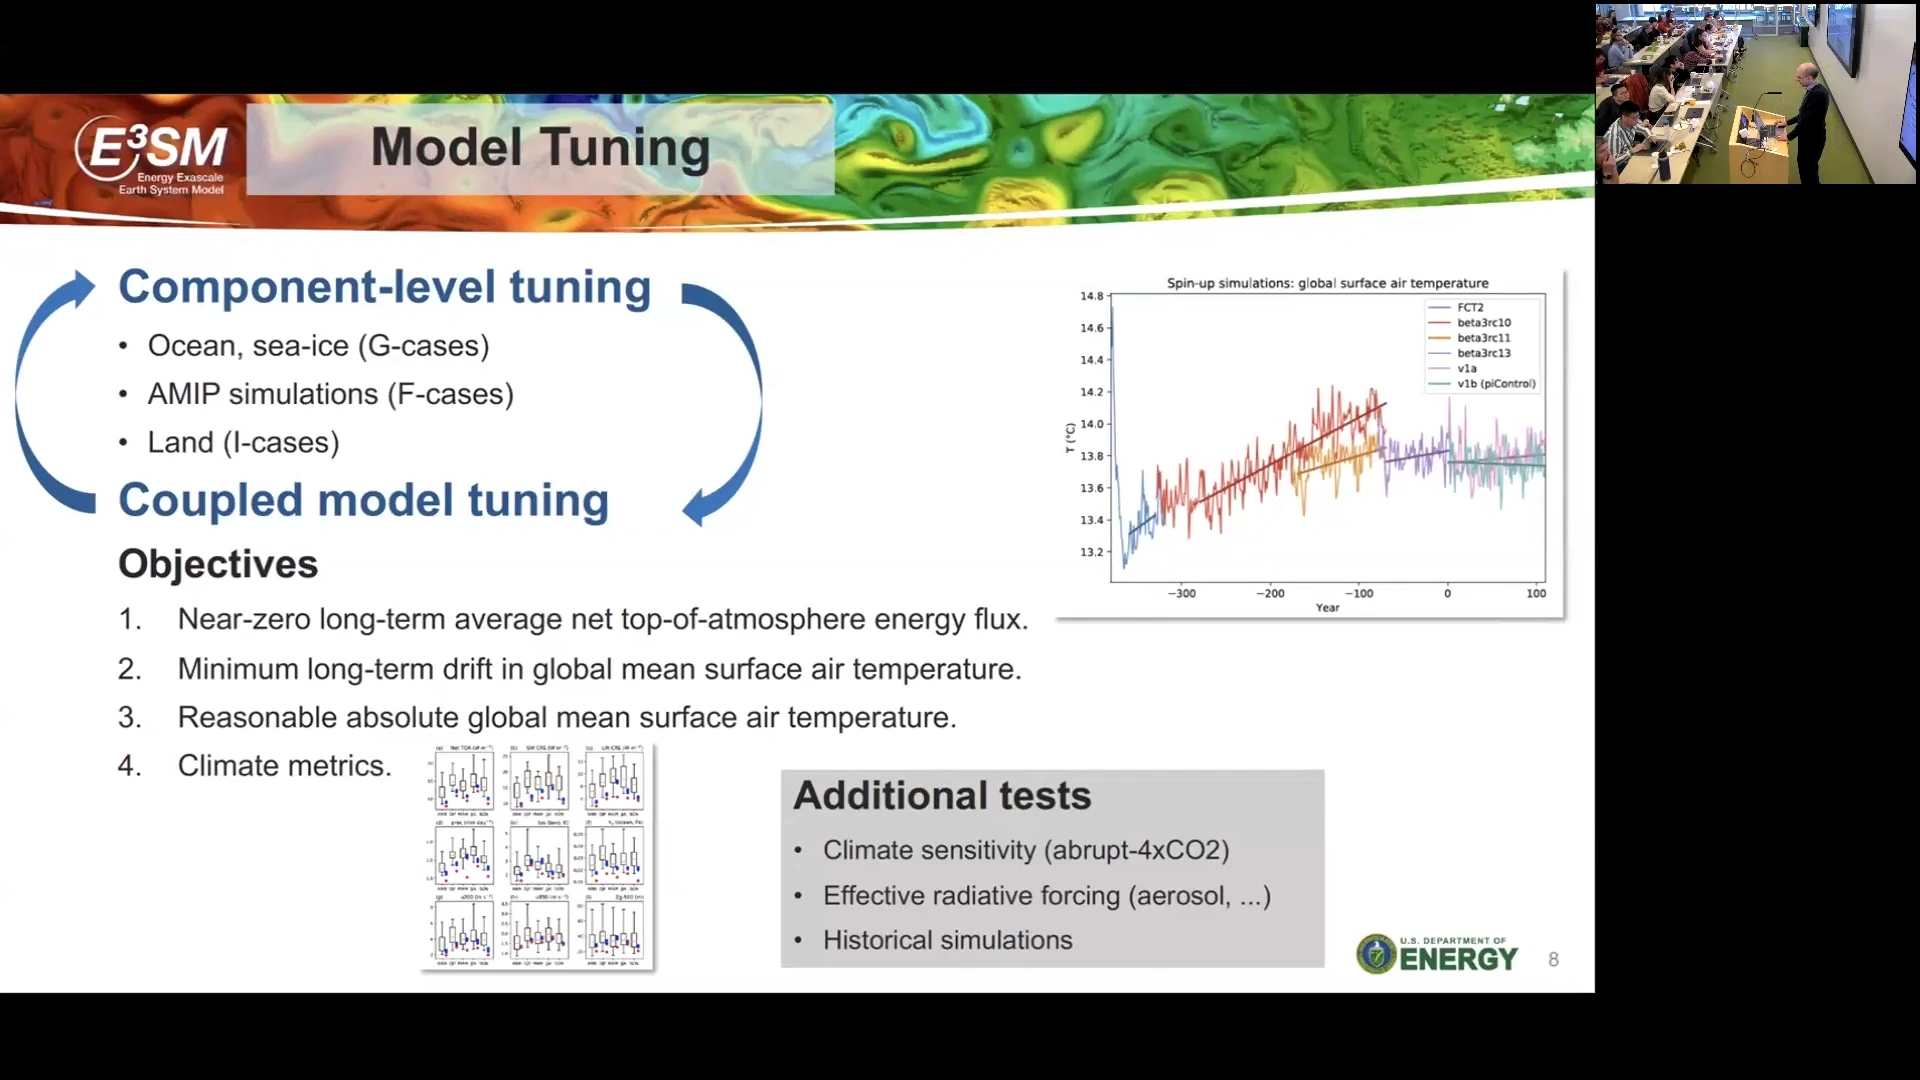 E3SM
Energy Exascale
Earth System Model
Model Tuning
Component-level tuning
• Ocean, sea-ice (G-cases)
• AMIP simulations (F-cases)
• Land (I-cases)
Coupled model tuning
Objectives
1. Near-zero long-term average net top-of-atmosphere energy flux.
2. Minimum long-term drift in global mean surface air temperature.
3. Reasonable absolute global mean surface air temperature.
4. Climate metrics.
Spin-up simulations: global surface air temperature
14.8
14.6
14.4
14.2
14.0
13.8
13.6
13.4
13.2
T (°C)
FCT2
beta3rc10
beta3rc11
beta3rc13
v1a
v1b (piControl)
−300 −200 −100 0 100
Year
Additional tests
• Climate sensitivity (abrupt-4xCO2)
• Effective radiative forcing (aerosol, ...)
• Historical simulations
U.S. DEPARTMENT OF
ENERGY
8